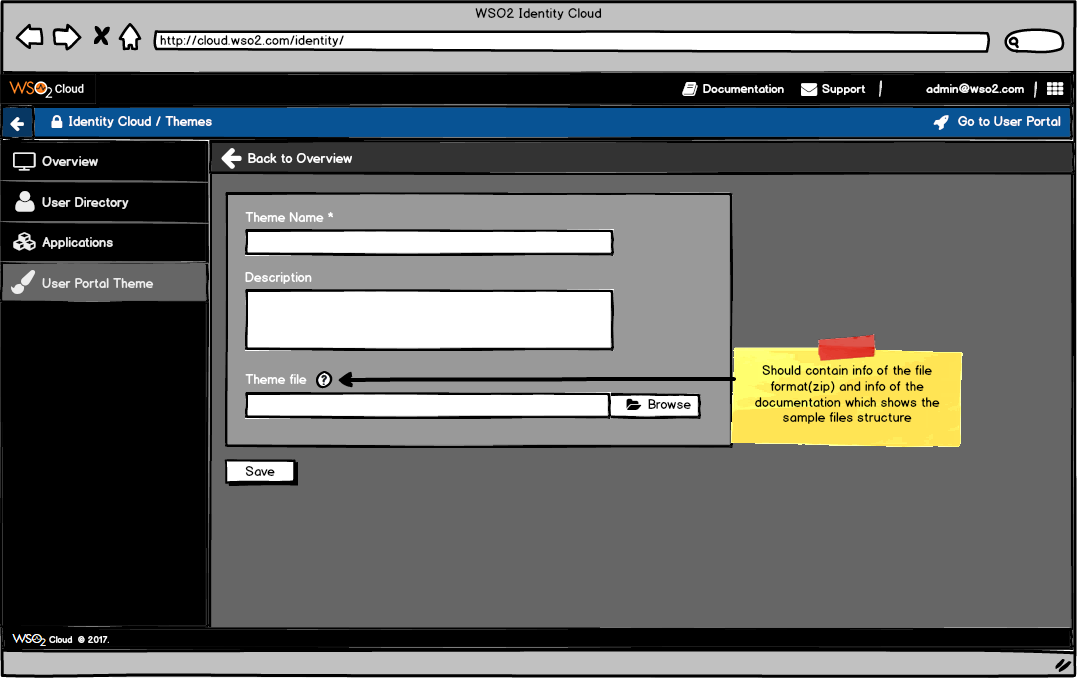 WSO2 Identity Cloud
http://cloud.wso2.com/identity/
WSO2 Cloud
Documentation
Support
admin@wso2.com
Identity Cloud / Themes
Go to User Portal
Overview
Back to Overview
User Directory
Applications
User Portal Theme
Theme Name *
Description
Theme file ?
Browse
Should contain info of the file
format(zip) and info of the
documentation which shows the
sample files structure
Save
WSO2 Cloud © 2017.